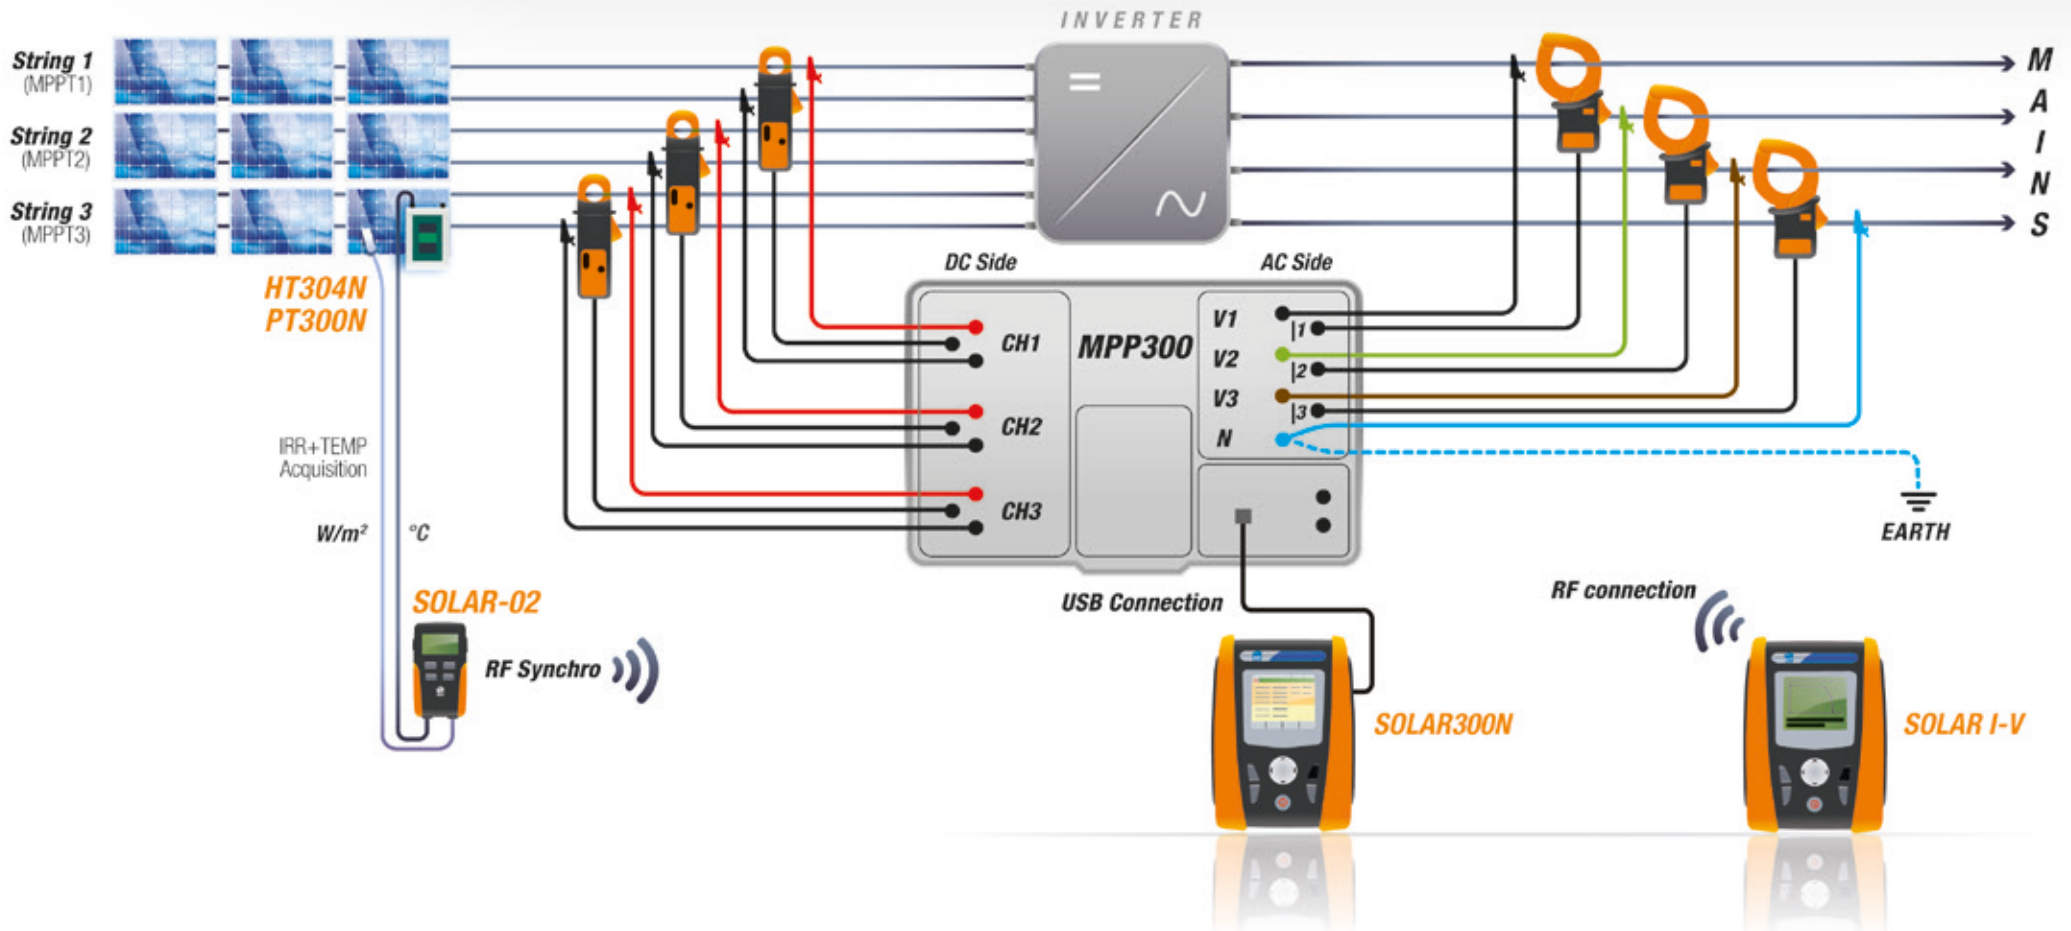 INVERTER
String 1
(MPPT1)
String 2
(MPPT2)
String 3
(MPPT3)
M
A
I
N
S
HT304N
PT300N
DC Side
AC Side
MPP300
CH1
CH2
CH3
V1
I1
V2
I2
V3
I3
N
IRR+TEMP
Acquisition
W/m²
°C
EARTH
SOLAR-02
RF Synchro
USB Connection
RF connection
SOLAR300N
SOLAR I-V